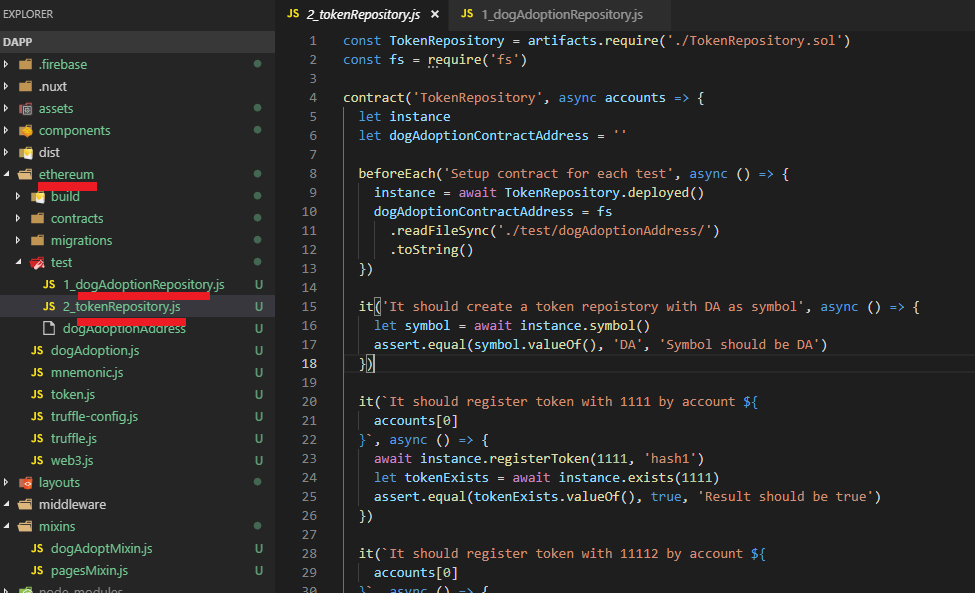 EXPLORER
DAPP
.firebase
.nuxt
assets
components
dist
ethereum
build
contracts
migrations
test
JS 1_dogAdoptionRepository.js U
JS 2_tokenRepository.js U
dogAdoptionAddress U
JS dogAdoption.js U
JS mnemonic.js U
JS token.js U
JS truffle-config.js U
JS truffle.js U
JS web3.js U
layouts
middleware
mixins
JS dogAdoptMixin.js U
JS pagesMixin.js U
node_modules
JS 2_tokenRepository.js × JS 1_dogAdoptionRepository.js
1 const TokenRepository = artifacts.require('./TokenRepository.sol')
2 const fs = require('fs')
3
4 contract('TokenRepository', async accounts => {
5 let instance
6 let dogAdoptionContractAddress = ''
7
8 beforeEach('Setup contract for each test', async () => {
9 instance = await TokenRepository.deployed()
10 dogAdoptionContractAddress = fs
11 .readFileSync('./test/dogAdoptionAddress/')
12 .toString()
13 })
14
15 it('It should create a token repoistory with DA as symbol', async () => {
16 let symbol = await instance.symbol()
17 assert.equal(symbol.valueOf(), 'DA', 'Symbol should be DA')
18 })
19
20 it(`It should register token with 1111 by account ${
21 accounts[0]
22 }`, async () => {
23 await instance.registerToken(1111, 'hash1')
24 let tokenExists = await instance.exists(1111)
25 assert.equal(tokenExists.valueOf(), true, 'Result should be true')
26 })
27
28 it(`It should register token with 11112 by account ${
29 accounts[0]
30 }`, async () => {